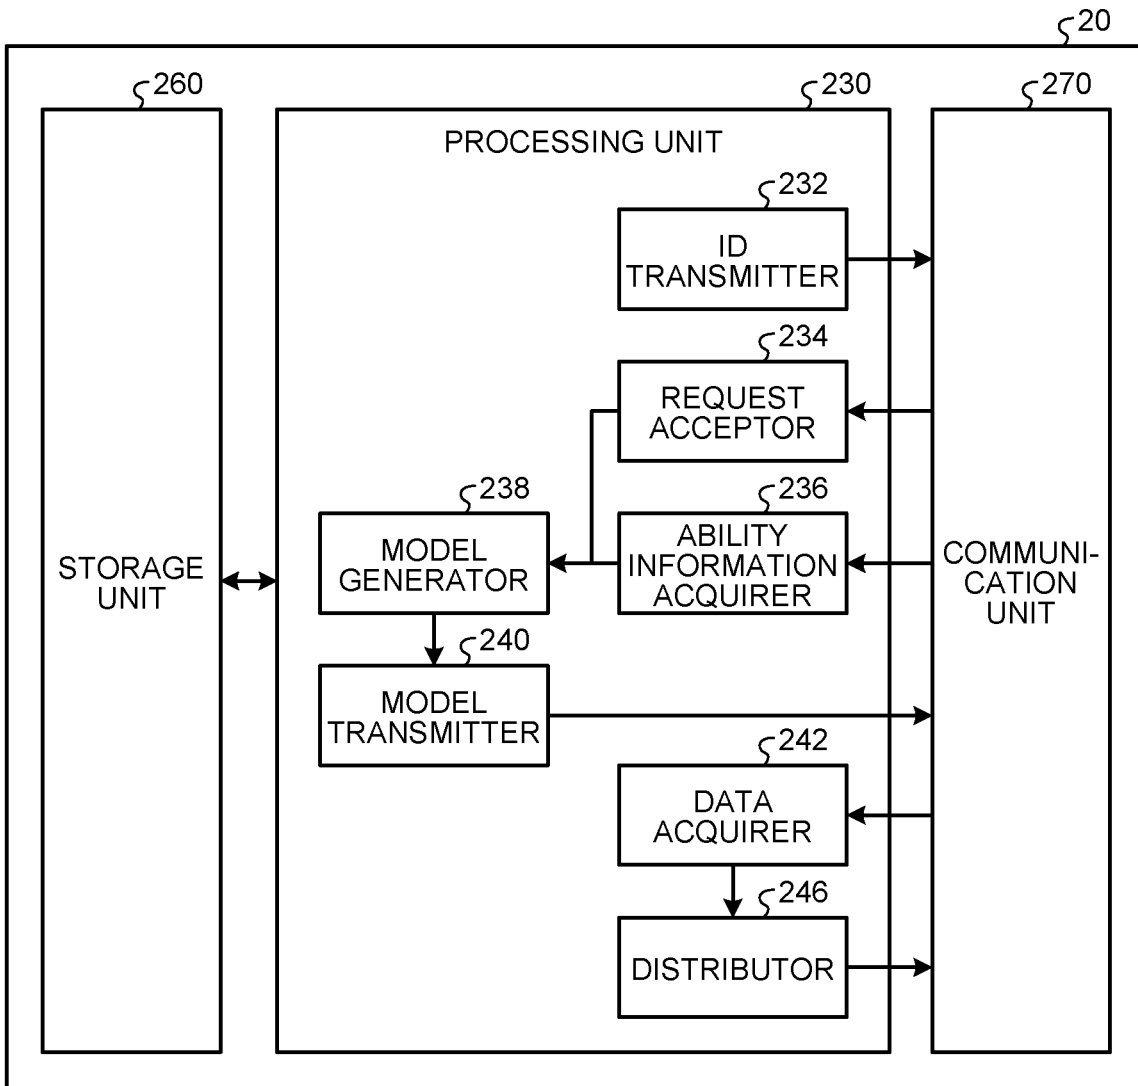 20
260
230
270
PROCESSING UNIT
232
ID
TRANSMITTER
234
REQUEST
ACCEPTOR
238
236
MODEL
GENERATOR
ABILITY
INFORMATION
ACQUIRER
STORAGE
UNIT
COMMUNI-
CATION
UNIT
240
MODEL
TRANSMITTER
242
DATA
ACQUIRER
246
DISTRIBUTOR